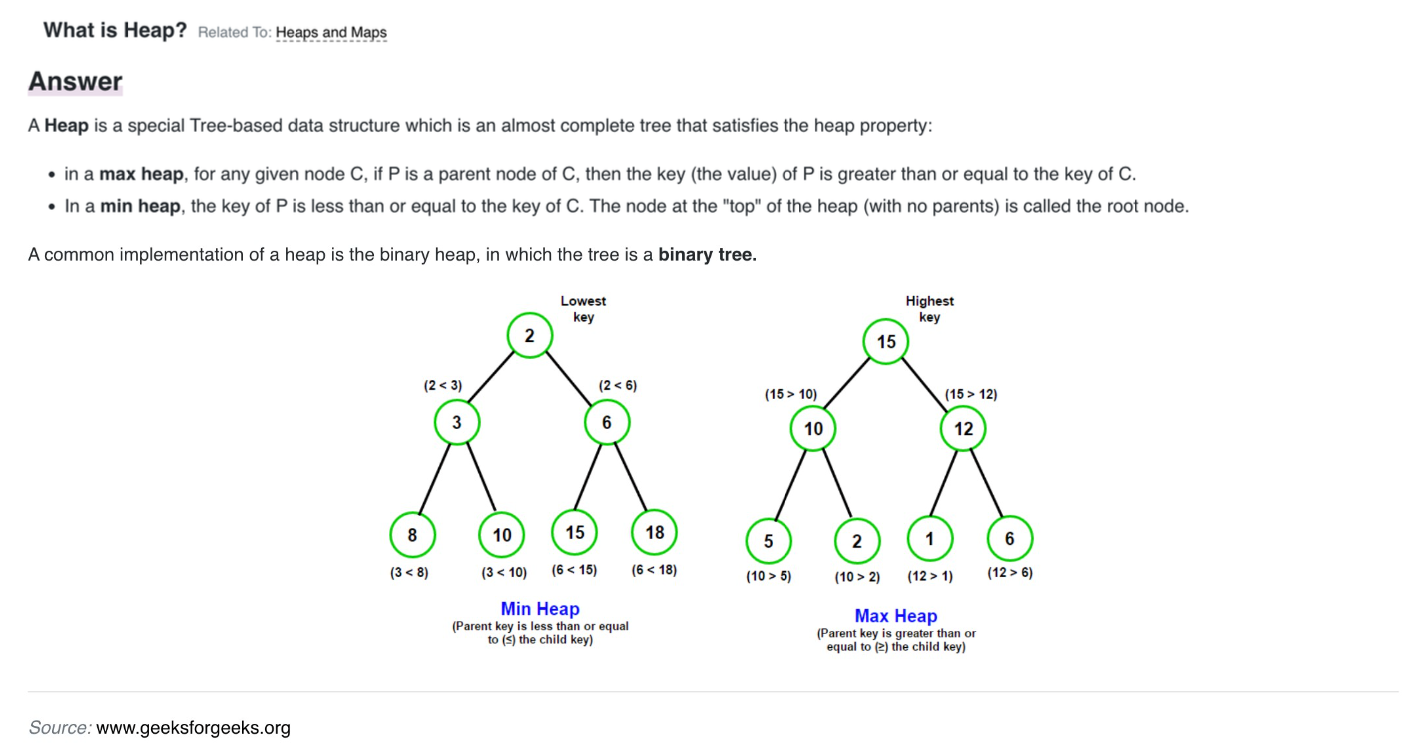 What is Heap? Related To: Heaps and Maps
Answer
A Heap is a special Tree-based data structure which is an almost complete tree that satisfies the heap property:
• in a max heap, for any given node C, if P is a parent node of C, then the key (the value) of P is greater than or equal to the key of C.
• In a min heap, the key of P is less than or equal to the key of C. The node at the "top" of the heap (with no parents) is called the root node.
A common implementation of a heap is the binary heap, in which the tree is a binary tree.
Lowest
key
2
(2 < 3)
(2 < 6)
3
6
8
10
15
18
(3 < 8)
(3 < 10)
(6 < 15)
(6 < 18)
Min Heap
(Parent key is less than or equal
to (≤) the child key)
Highest
key
15
(15 > 10)
(15 > 12)
10
12
5
2
1
6
(10 > 5)
(10 > 2)
(12 > 1)
(12 > 6)
Max Heap
(Parent key is greater than or
equal to (≥) the child key)
Source: www.geeksforgeeks.org